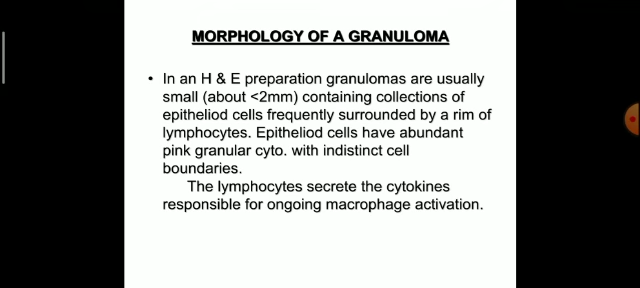 MORPHOLOGY OF A GRANULOMA
• In an H & E preparation granulomas are usually
small (about <2mm) containing collections of
epitheliod cells frequently surrounded by a rim of
lymphocytes. Epitheliod cells have abundant
pink granular cyto. with indistinct cell
boundaries.
The lymphocytes secrete the cytokines
responsible for ongoing macrophage activation.